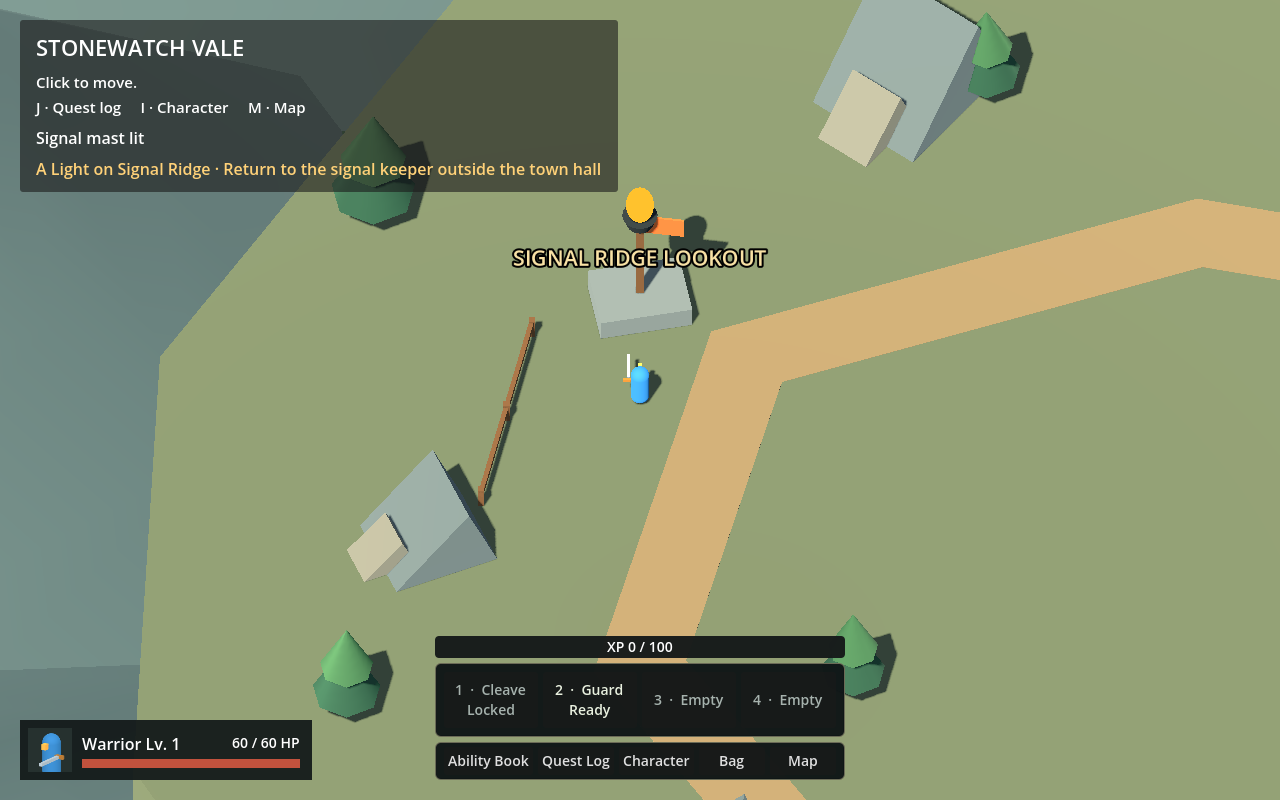 STONEWATCH VALE
Click to move.
J · Quest log I · Character M · Map
Signal mast lit
A Light on Signal Ridge · Return to the signal keeper outside the town hall
SIGNAL RIDGE LOOKOUT
XP 0 / 100
1 · Cleave
Locked
2 · Guard
Ready
3 · Empty
4 · Empty
Warrior Lv. 1 60 / 60 HP
Ability Book Quest Log Character Bag Map